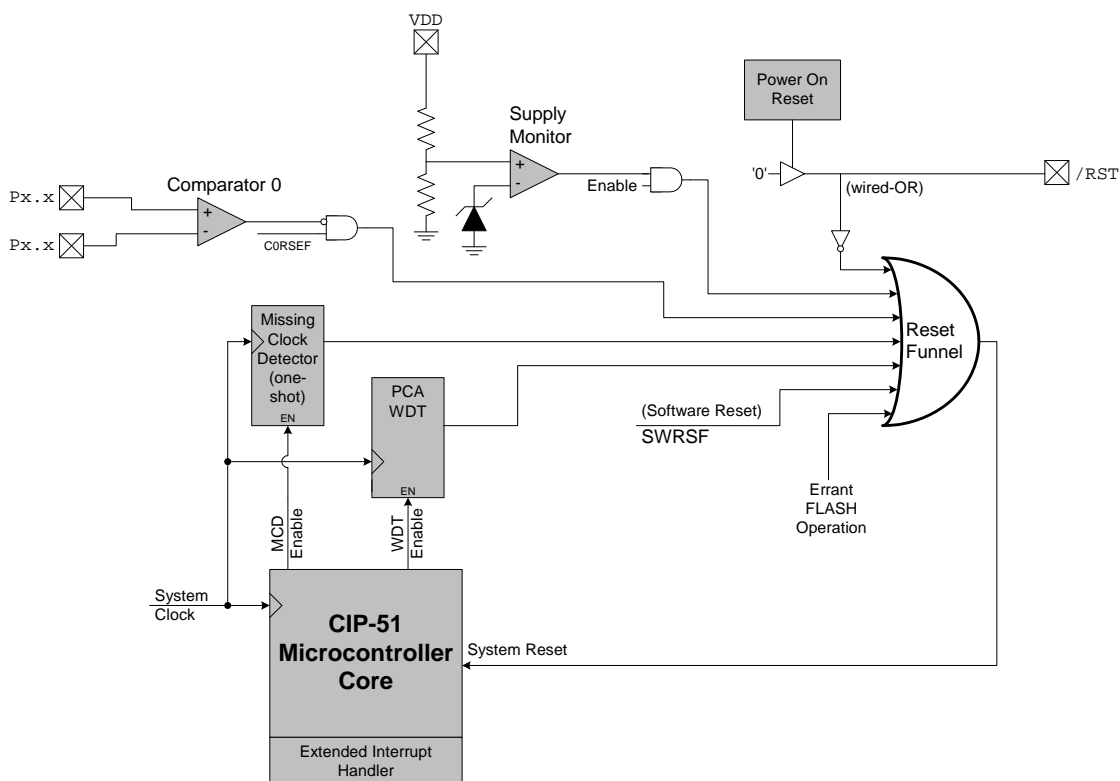 VDD
Power On
Reset
Supply
Monitor
+
-
Enable
'0'
(wired-OR)
/RST
Px.x
Px.x
Comparator 0
+
-
C0RSEF
Missing
Clock
Detector
(one-
shot)
EN
PCA
WDT
EN
Reset
Funnel
(Software Reset)
SWRSF
Errant
FLASH
Operation
MCD
Enable
WDT
Enable
System
Clock
CIP-51
Microcontroller
Core
System Reset
Extended Interrupt
Handler